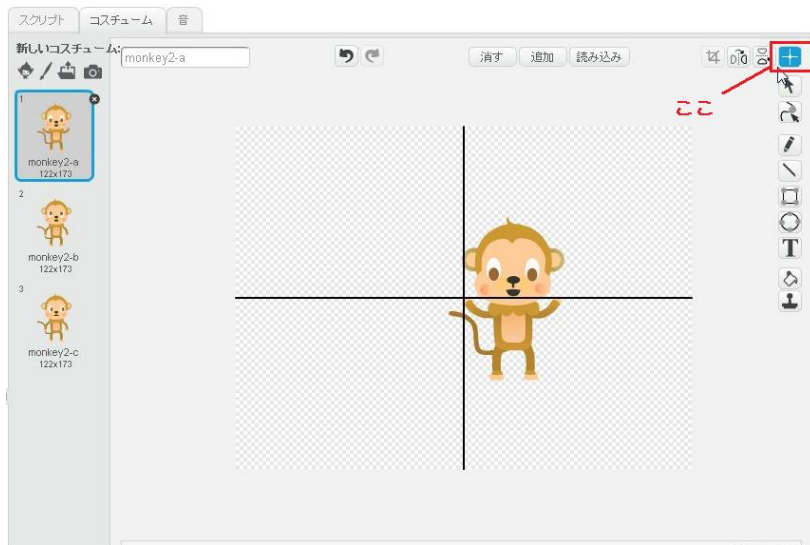 スクリプト コスチューム 音
新しいコスチューム:
monkey2-a
消す 追加 読み込み
ここ
1
monkey2-a
122x173
2
monkey2-b
122x173
3
monkey2-c
122x173
T